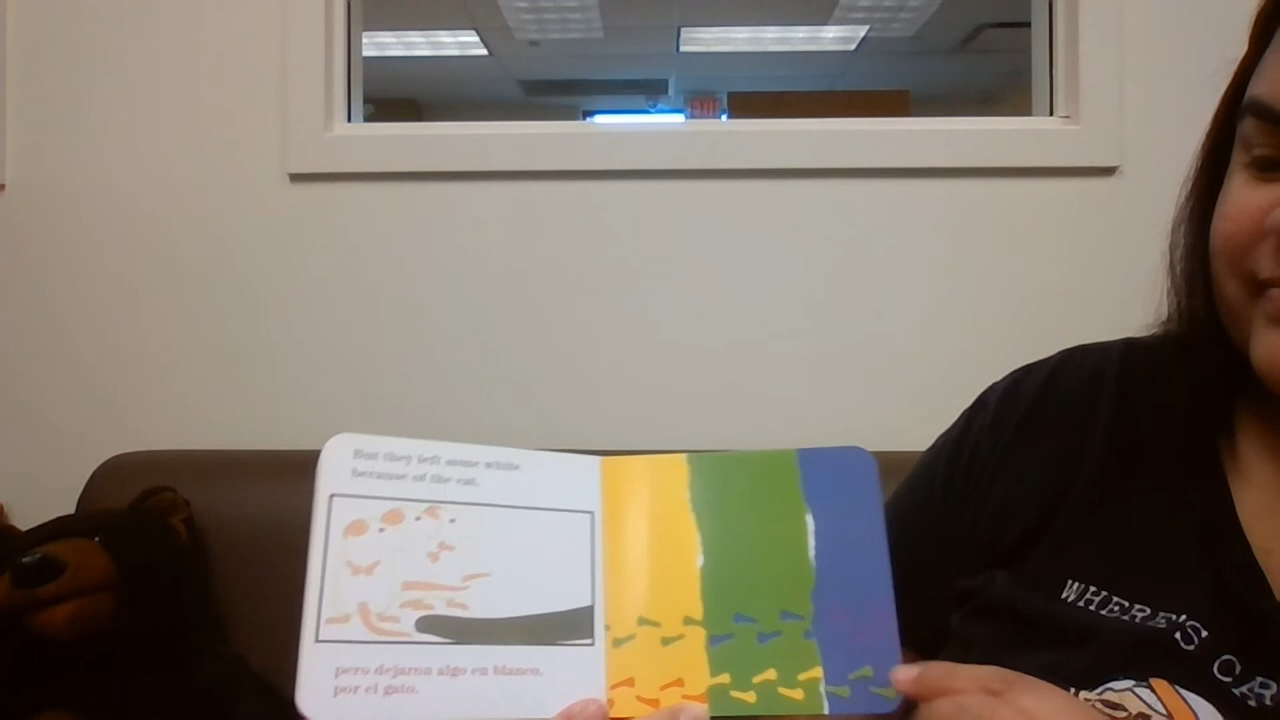 EXIT
But they left some white
because of the cat,
pero dejaron algo en blanco,
por el gato.
WHERE'S